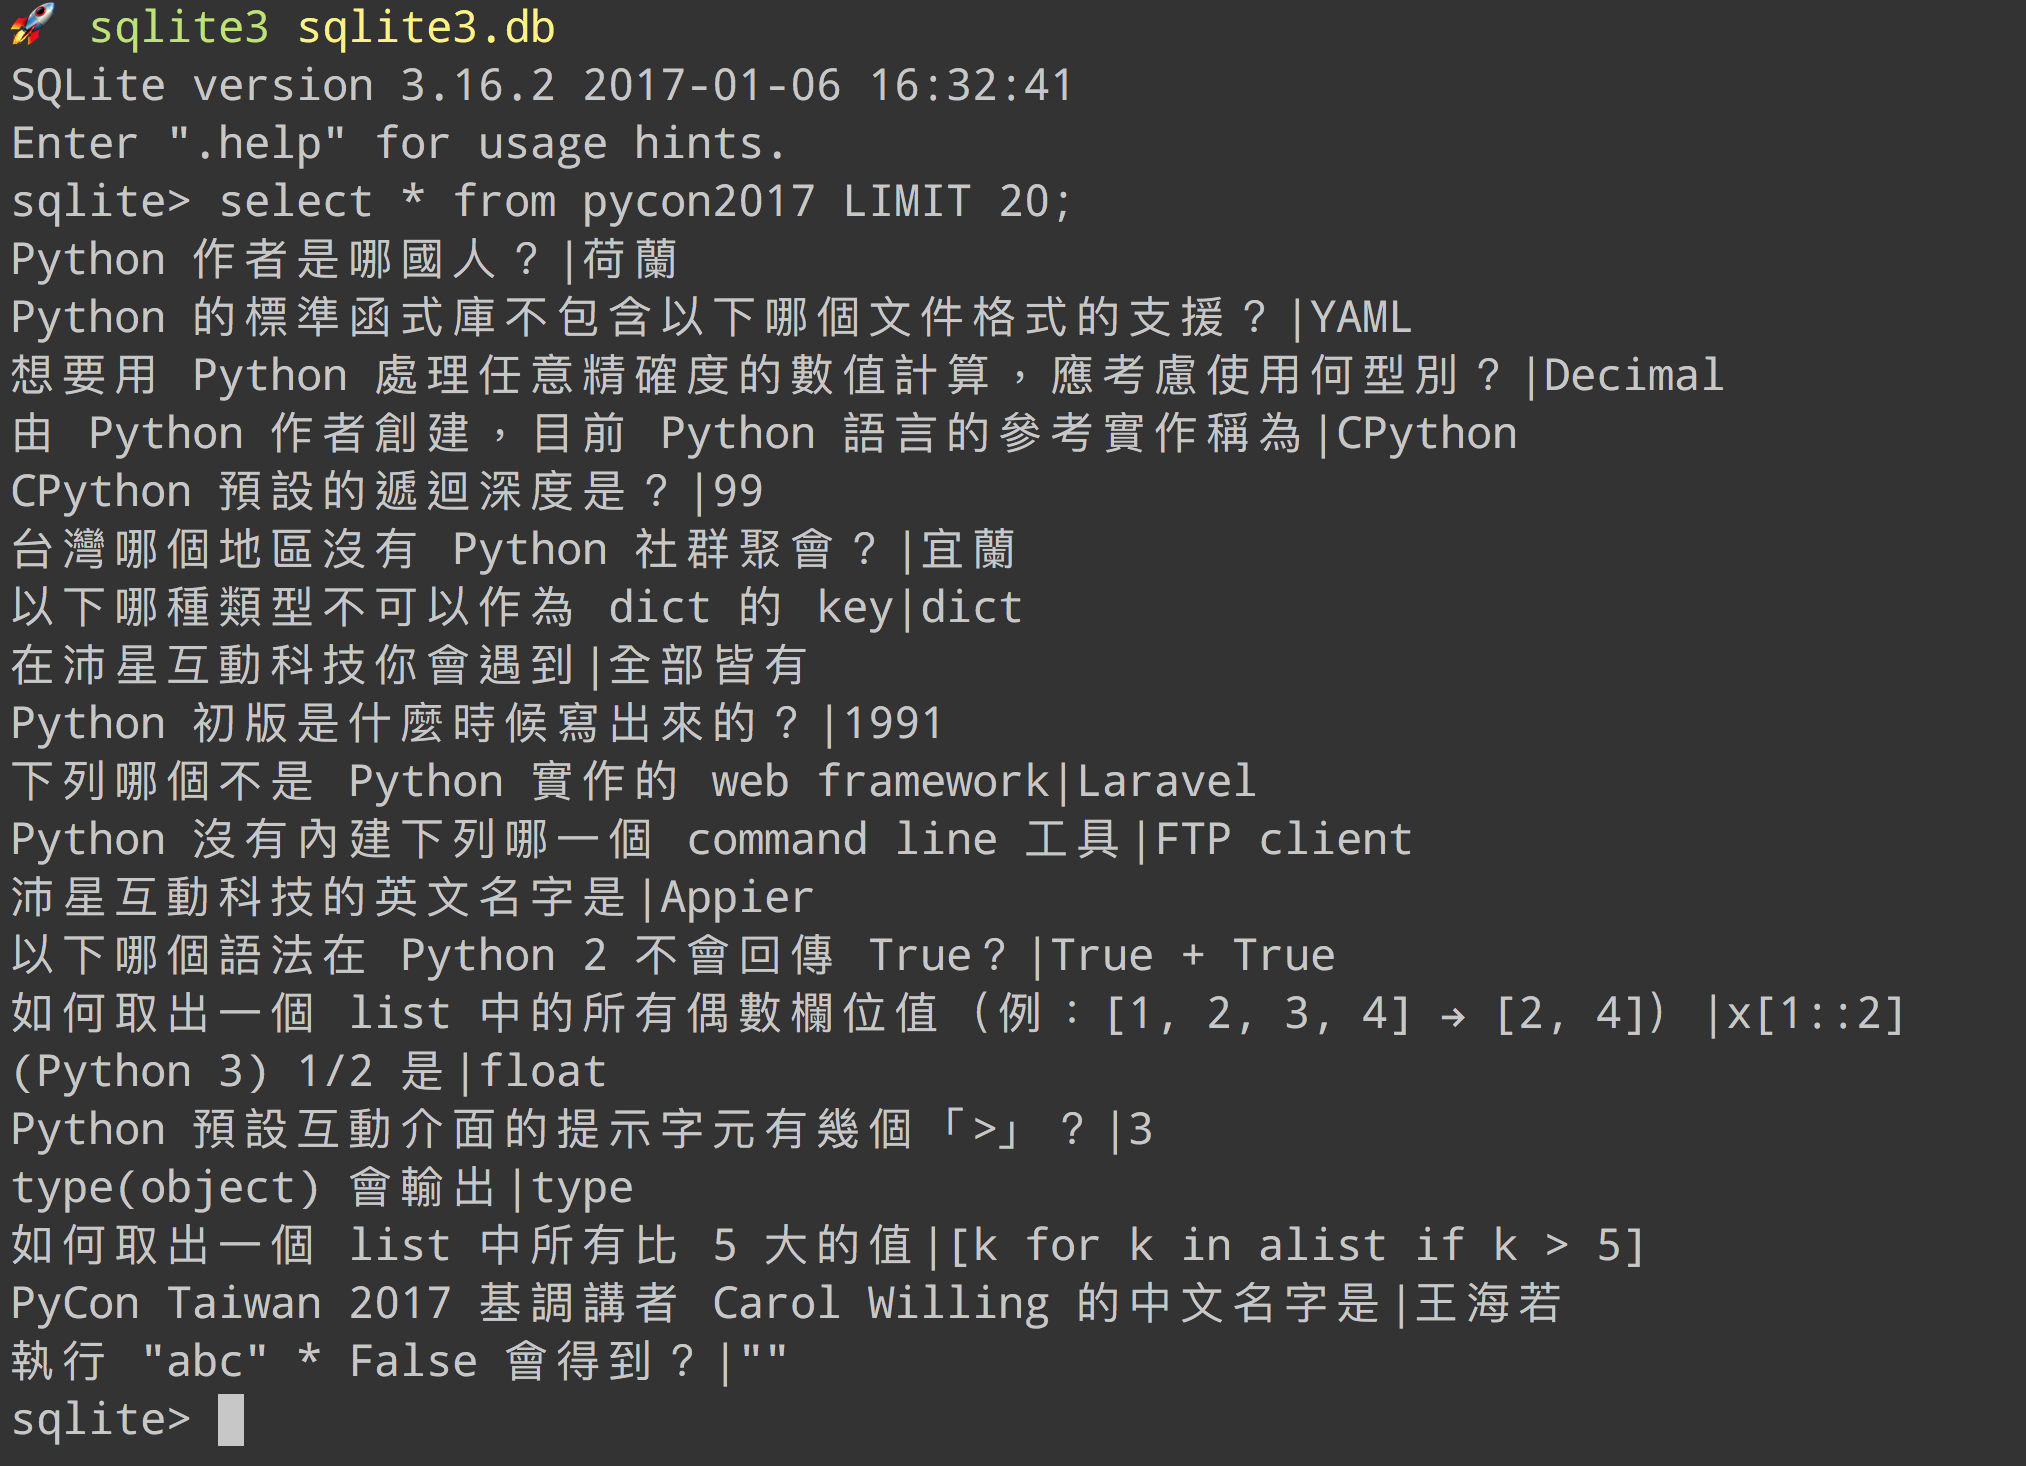 🚀 sqlite3 sqlite3.db
SQLite version 3.16.2 2017-01-06 16:32:41
Enter ".help" for usage hints.
sqlite> select * from pycon2017 LIMIT 20;
Python 作者是哪國人？|荷蘭
Python 的標準函式庫不包含以下哪個文件格式的支援？|YAML
想要用 Python 處理任意精確度的數值計算，應考慮使用何型別？|Decimal
由 Python 作者創建，目前 Python 語言的參考實作稱為|CPython
CPython 預設的遞迴深度是？|99
台灣哪個地區沒有 Python 社群聚會？|宜蘭
以下哪種類型不可以作為 dict 的 key|dict
在沛星互動科技你會遇到|全部皆有
Python 初版是什麼時候寫出來的？|1991
下列哪個不是 Python 實作的 web framework|Laravel
Python 沒有內建下列哪一個 command line 工具|FTP client
沛星互動科技的英文名字是|Appier
以下哪個語法在 Python 2 不會回傳 True？|True + True
如何取出一個 list 中的所有偶數欄位值（例：[1, 2, 3, 4] → [2, 4]）|x[1::2]
(Python 3) 1/2 是|float
Python 預設互動介面的提示字元有幾個「>」？|3
type(object) 會輸出|type
如何取出一個 list 中所有比 5 大的值|[k for k in alist if k > 5]
PyCon Taiwan 2017 基調講者 Carol Willing 的中文名字是|王海若
執行 "abc" * False 會得到？|""
sqlite>